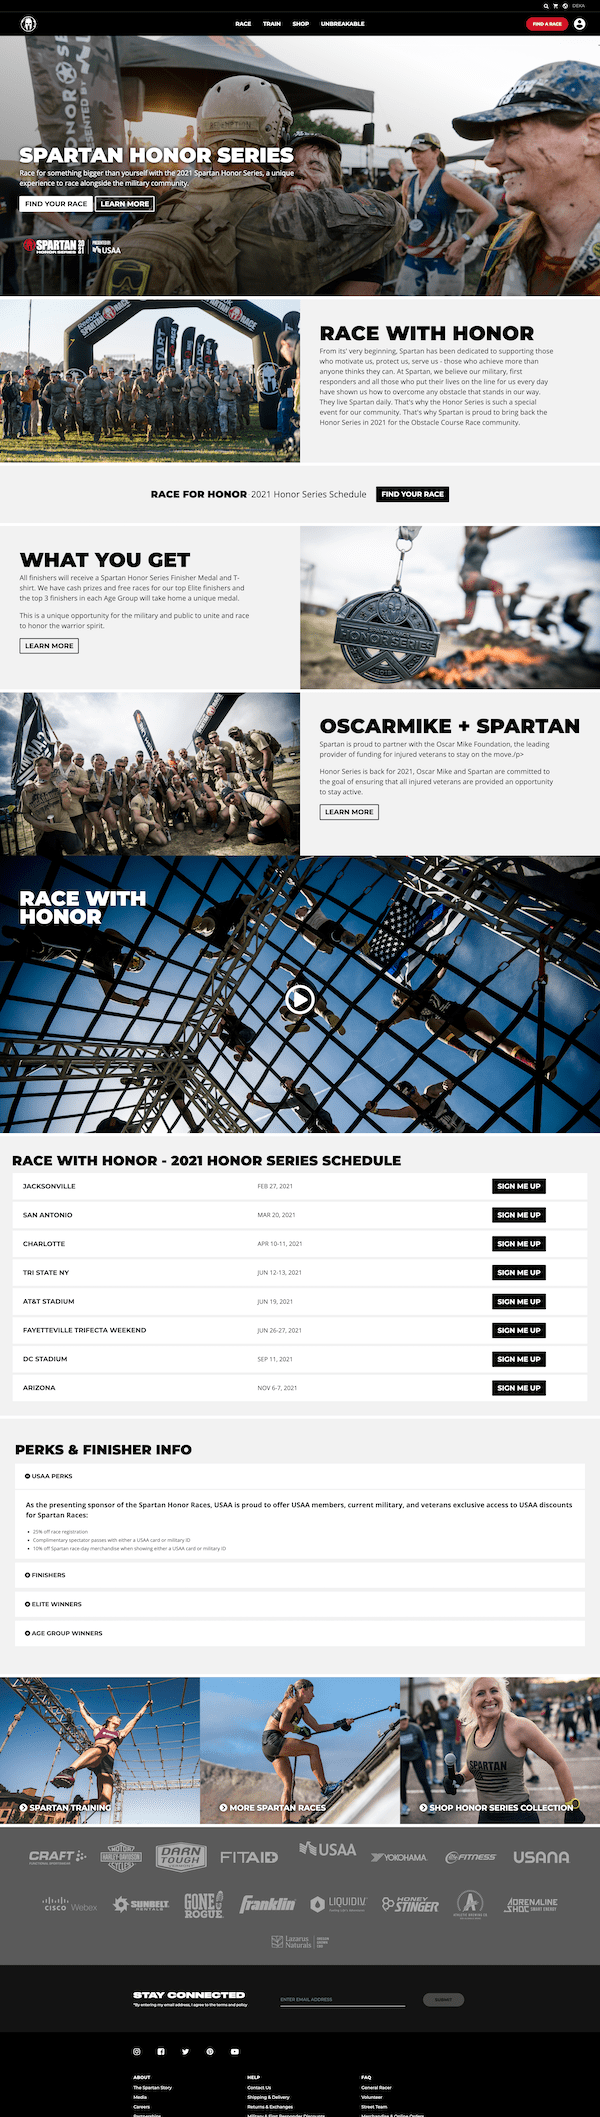 DEKA
RACE TRAIN SHOP UNBREAKABLE
FIND A RACE
SPARTAN HONOR SERIES
Race for something bigger than yourself with the 2021 Spartan Honor Series, a unique
experience to race alongside the military community.
FIND YOUR RACE LEARN MORE
SPARTAN
HONOR SERIES
20
21
PRESENTED BY
USAA
RACE WITH HONOR
From its' very beginning, Spartan has been dedicated to supporting those
who motivate us, protect us, serve us - those who achieve more than
anyone thinks they can. At Spartan, we believe our military, first
responders and all those who put their lives on the line for us every day
have shown us how to overcome any obstacle that stands in our way.
They live Spartan daily. That's why the Honor Series is such a special
event for our community. That's why Spartan is proud to bring back the
Honor Series in 2021 for the Obstacle Course Race community.
RACE FOR HONOR 2021 Honor Series Schedule FIND YOUR RACE
WHAT YOU GET
All finishers will receive a Spartan Honor Series Finisher Medal and T-
shirt. We have cash prizes and free races for our top Elite finishers and
the top 3 finishers in each Age Group will take home a unique medal.
This is a unique opportunity for the military and public to unite and race
to honor the warrior spirit.
LEARN MORE
HONOR SERIES
OSCARMIKE + SPARTAN
Spartan is proud to partner with the Oscar Mike Foundation, the leading
provider of funding for injured veterans to stay on the move./p>
Honor Series is back for 2021, Oscar Mike and Spartan are committed to
the goal of ensuring that all injured veterans are provided an opportunity
to stay active.
LEARN MORE
RACE WITH
HONOR
RACE WITH HONOR - 2021 HONOR SERIES SCHEDULE
JACKSONVILLE FEB 27, 2021 SIGN ME UP
SAN ANTONIO MAR 20, 2021 SIGN ME UP
CHARLOTTE APR 10-11, 2021 SIGN ME UP
TRI STATE NY JUN 12-13, 2021 SIGN ME UP
AT&T STADIUM JUN 19, 2021 SIGN ME UP
FAYETTEVILLE TRIFECTA WEEKEND JUN 26-27, 2021 SIGN ME UP
DC STADIUM SEP 11, 2021 SIGN ME UP
ARIZONA NOV 6-7, 2021 SIGN ME UP
PERKS & FINISHER INFO
USAA PERKS
As the presenting sponsor of the Spartan Honor Races, USAA is proud to offer USAA members, current military, and veterans exclusive access to USAA discounts
for Spartan Races:
25% off race registration
Complimentary spectator passes with either a USAA card or military ID
10% off Spartan race-day merchandise when showing either a USAA card or military ID
FINISHERS
ELITE WINNERS
AGE GROUP WINNERS
SPARTAN TRAINING MORE SPARTAN RACES SHOP HONOR SERIES COLLECTION
SPARTAN
CRAFT MOTOR HARLEY-DAVIDSON CYCLES DARN TOUGH FITAID USAA YOKOHAMA FITNESS USANA
CISCO Webex SUNBELT RENTALS GONE ROGUE Franklin LIQUID I.V. HONEY STINGER ADRENALINE SHOC SMART ENERGY
Lazarus
Naturals
STAY CONNECTED
*By entering my email address, I agree to the terms and policy
ENTER EMAIL ADDRESS
SUBMIT
ABOUT HELP FAQ
The Spartan Story Contact Us General Racer
Media Shipping & Delivery Volunteer
Careers Returns & Exchanges Street Team
Partnerships Military & First Responder Discounts Merchandise & Online Orders